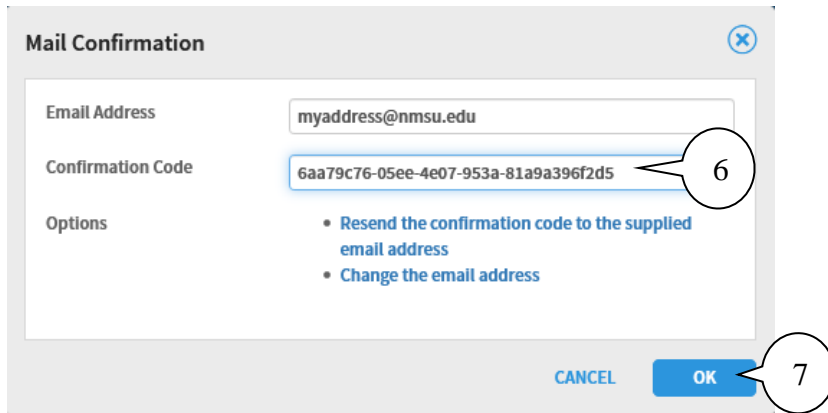 Mail Confirmation
Email Address
myaddress@nmsu.edu
Confirmation Code
6aa79c76-05ee-4e07-953a-81a9a396f2d5
6
Options
• Resend the confirmation code to the supplied
email address
• Change the email address
CANCEL
OK
7